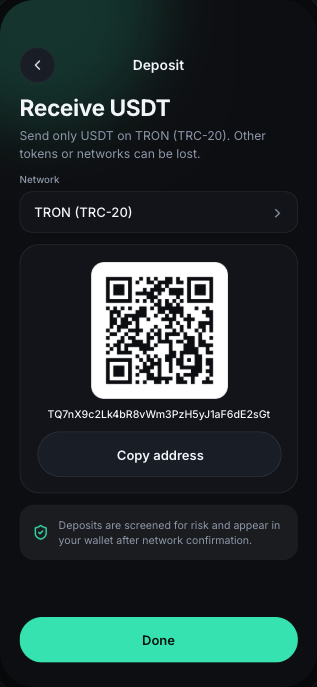 Deposit
Receive USDT
Send only USDT on TRON (TRC-20). Other
tokens or networks can be lost.
Network
TRON (TRC-20)
TQ7nX9c2Lk4bR8vWm3PzH5yJ1aF6dE2sGt
Copy address
Deposits are screened for risk and appear in
your wallet after network confirmation.
Done